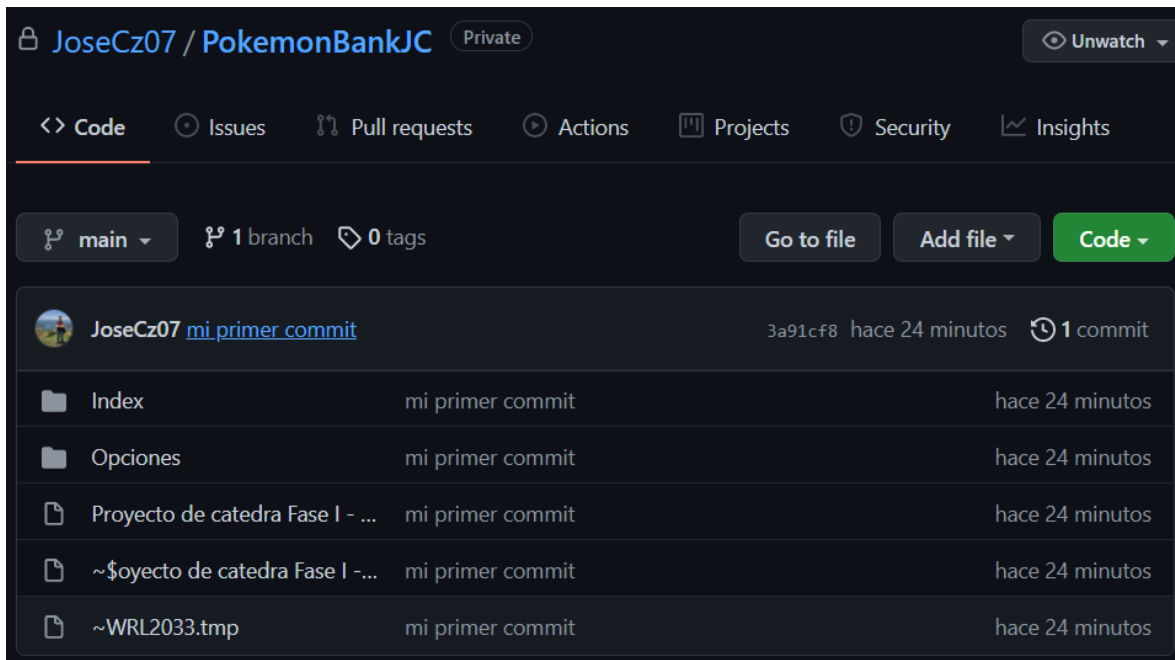 JoseCz07 / PokemonBankJC Private Unwatch
Code Issues Pull requests Actions Projects Security Insights
main 1 branch 0 tags Go to file Add file Code
JoseCz07 mi primer commit 3a91cf8 hace 24 minutos 1 commit
Index mi primer commit hace 24 minutos
Opciones mi primer commit hace 24 minutos
Proyecto de catedra Fase I - ... mi primer commit hace 24 minutos
~$oyecto de catedra Fase I -... mi primer commit hace 24 minutos
~WRL2033.tmp mi primer commit hace 24 minutos